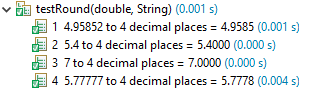 testRound(double, String) (0.001 s)
1 4.95852 to 4 decimal places = 4.9585 (0.001 s)
2 5.4 to 4 decimal places = 5.4000 (0.000 s)
3 7 to 4 decimal places = 7.0000 (0.000 s)
4 5.77777 to 4 decimal places = 5.7778 (0.004 s)